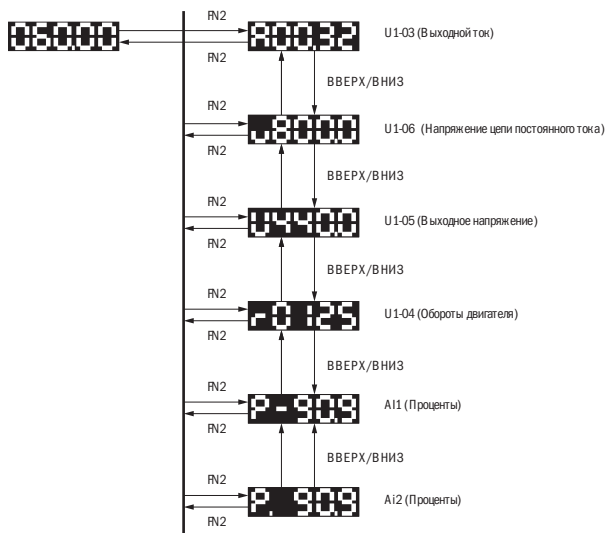 FN2
U1-03 (Выходной ток)
FN2
ВВЕРХ/ВНИЗ
FN2
U1-06 (Напряжение цепи постоянного тока)
FN2
ВВЕРХ/ВНИЗ
FN2
U1-05 (Выходное напряжение)
FN2
ВВЕРХ/ВНИЗ
FN2
U1-04 (Обороты двигателя)
FN2
ВВЕРХ/ВНИЗ
FN2
AI1 (Проценты)
FN2
ВВЕРХ/ВНИЗ
FN2
Ai2 (Проценты)
FN2